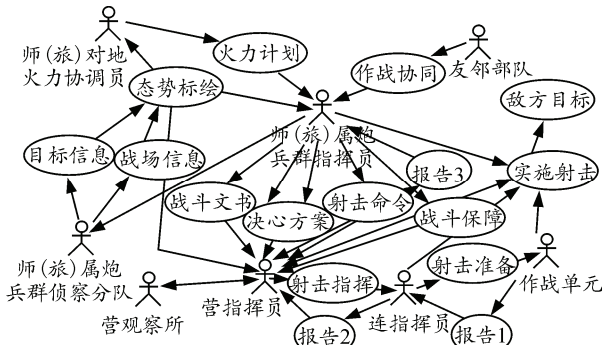 师(旅)对地
火力协调员
火力计划
作战协同
友邻部队
态势标绘
敌方目标
师(旅)属炮
兵群指挥员
目标信息
战场信息
报告3
实施射击
战斗文书
决心方案
射击命令
战斗保障
师(旅)属炮
兵群侦察分队
营观察所
营指挥员
射击指挥
连指挥员
射击准备
作战单元
报告2
报告1